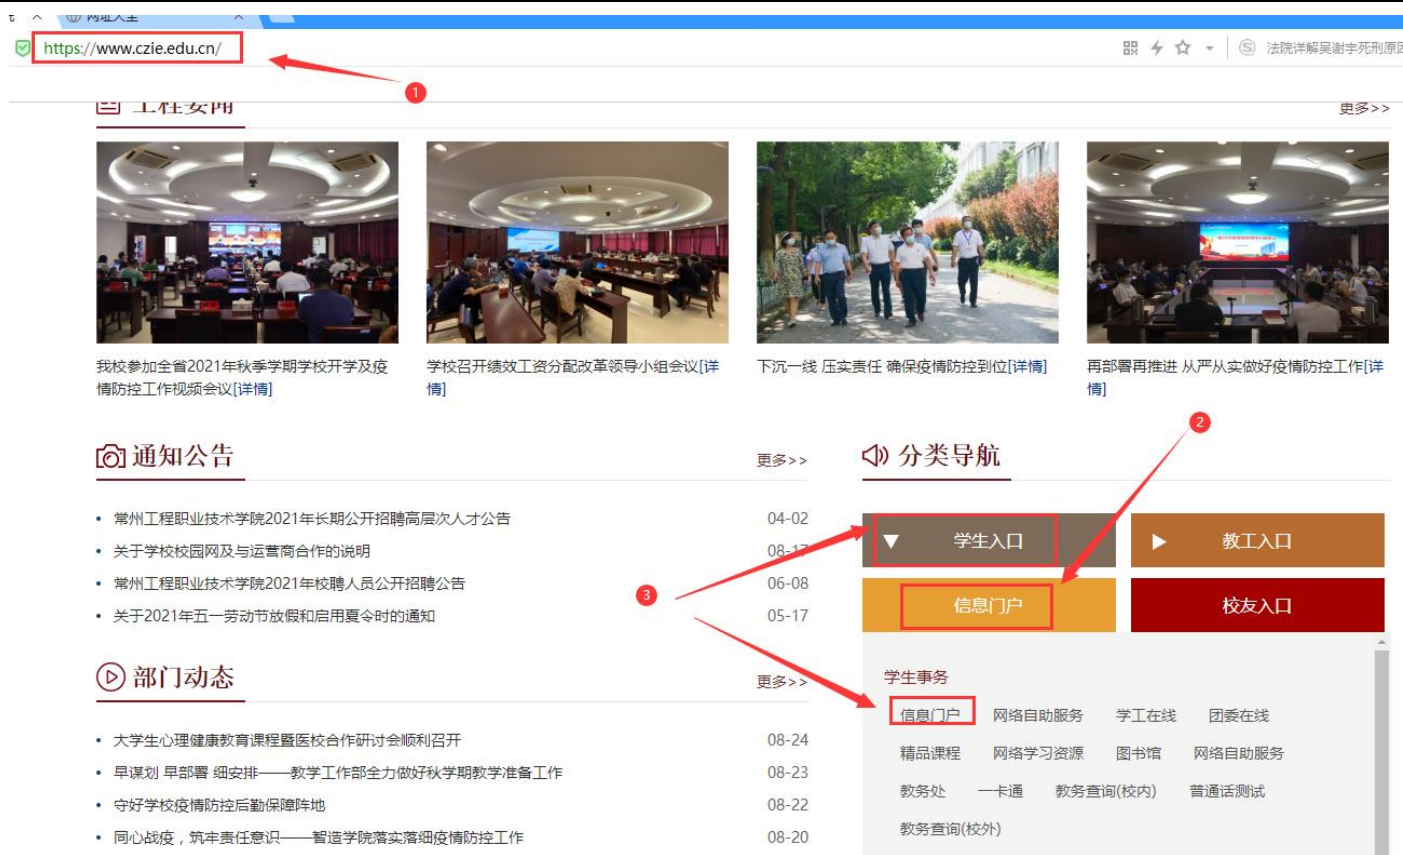 网址大全
https://www.czie.edu.cn/
法院详解吴谢宇死刑原因
1
工程要闻
更多>>
我校参加全省2021年秋季学期学校开学及疫
情防控工作视频会议[详情]
学校召开绩效工资分配改革领导小组会议[详
情]
下沉一线 压实责任 确保疫情防控到位[详情]
再部署再推进 从严从实做好疫情防控工作[详
情]
2
通知公告
更多>>
常州工程职业技术学院2021年长期公开招聘高层次人才公告 04-02
关于学校校园网及与运营商合作的说明 08-17
常州工程职业技术学院2021年校聘人员公开招聘公告 06-08
关于2021年五一劳动节放假和启用夏令时的通知 05-17
3
部门动态
更多>>
大学生心理健康教育课程暨医校合作研讨会顺利召开 08-24
早谋划 早部署 细安排——教学工作部全力做好秋学期教学准备工作 08-23
守好学校疫情防控后勤保障阵地 08-22
同心战疫，筑牢责任意识——智造学院落实落细疫情防控工作 08-20
分类导航
学生入口 教工入口
信息门户 校友入口
学生事务
信息门户 网络自助服务 学工在线 团委在线
精品课程 网络学习资源 图书馆 网络自助服务
教务处 一卡通 教务查询(校内) 普通话测试
教务查询(校外)